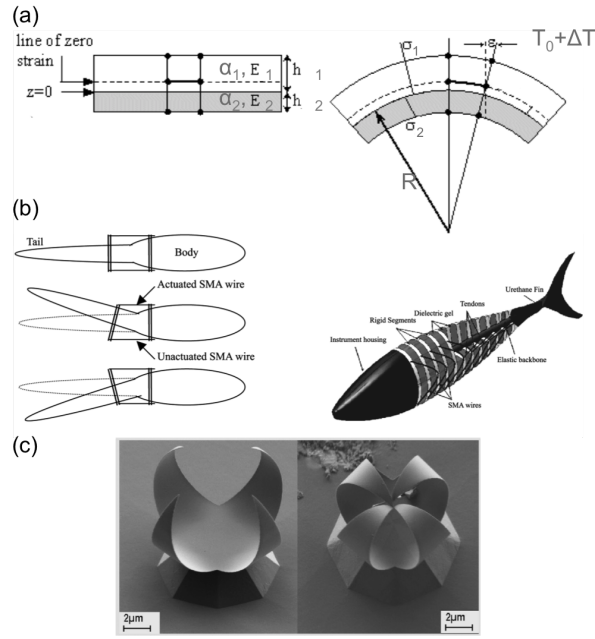 (a)
line of zero
strain
z=0
α₁, E₁
α₂, E₂
h 1
h 2
σ₁
σ₂
ε
T₀+ΔT
R
(b)
Tail
Body
Actuated SMA wire
Unactuated SMA wire
Urethane Fin
Tendons
Dielectric gel
Rigid Segments
Instrument housing
Elastic backbone
SMA wires
(c)
2µm
2µm